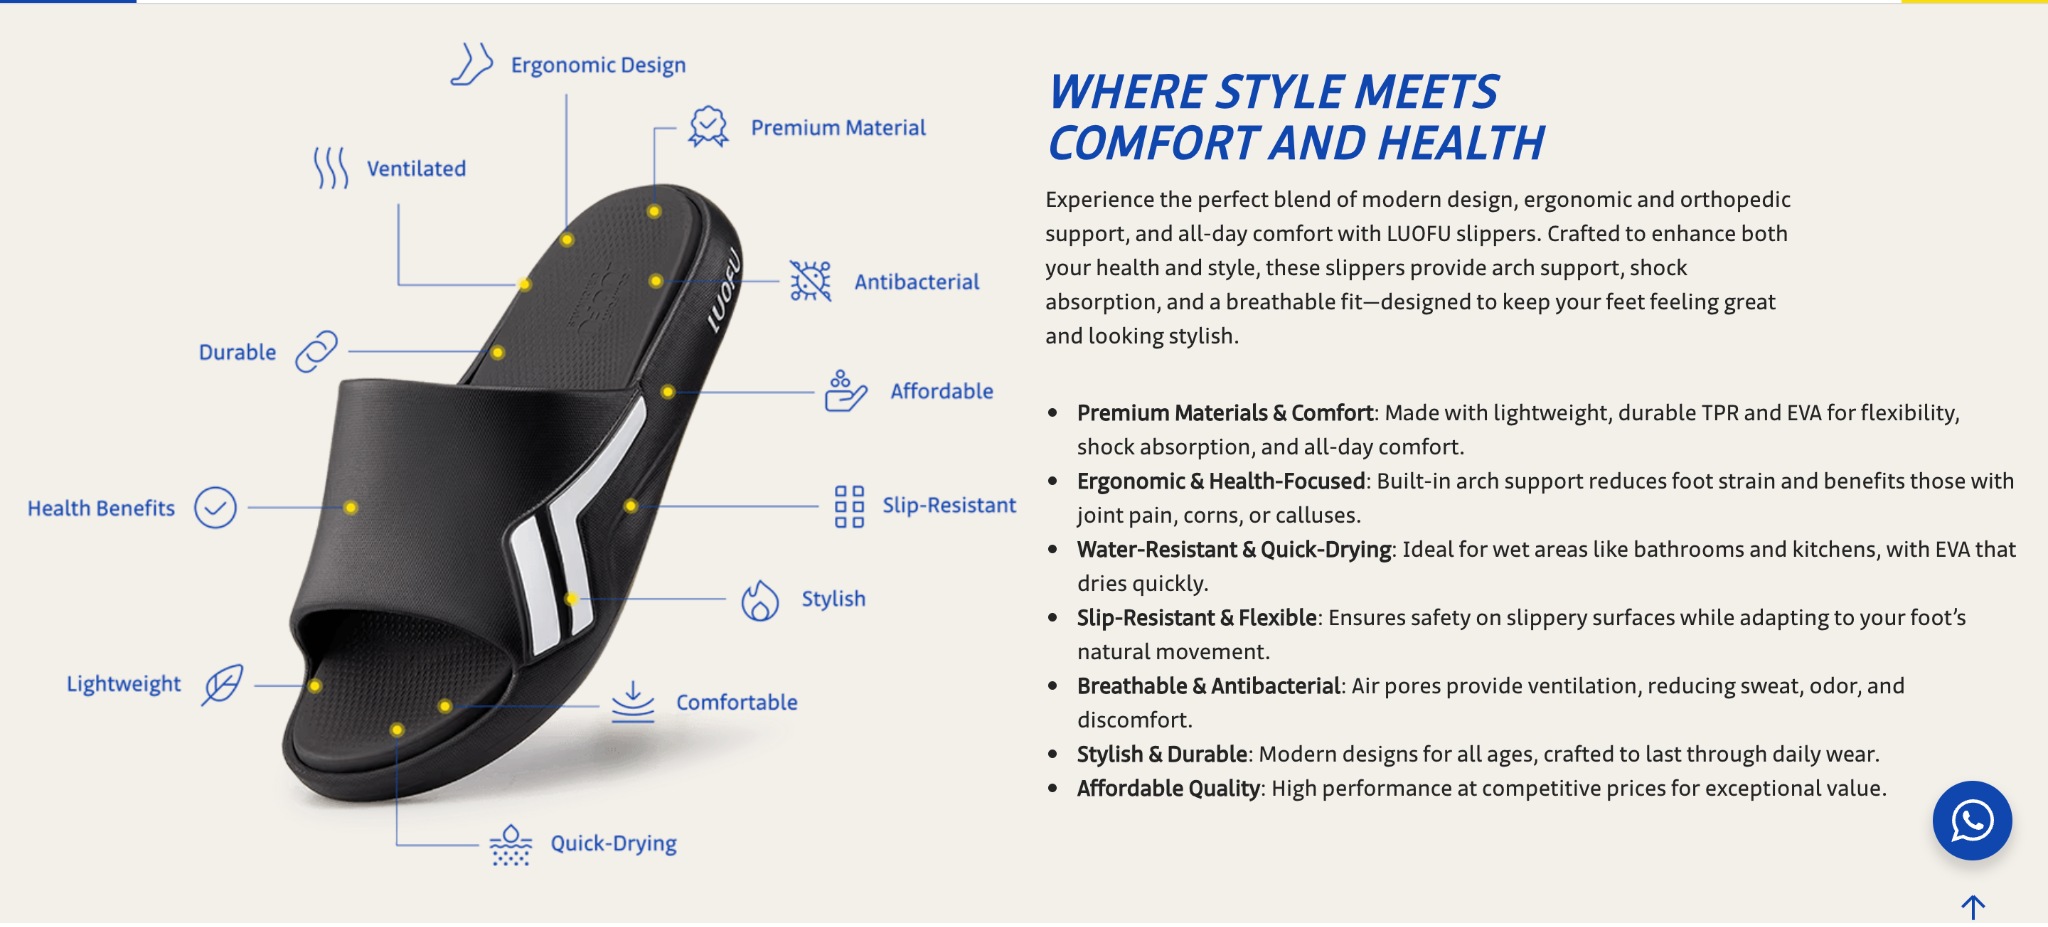 Ergonomic Design
Premium Material
Ventilated
Antibacterial
LUOFU
Durable
Affordable
Health Benefits
Slip-Resistant
Stylish
Lightweight
Comfortable
Quick-Drying
WHERE STYLE MEETS
COMFORT AND HEALTH
Experience the perfect blend of modern design, ergonomic and orthopedic
support, and all-day comfort with LUOFU slippers. Crafted to enhance both
your health and style, these slippers provide arch support, shock
absorption, and a breathable fit—designed to keep your feet feeling great
and looking stylish.
• Premium Materials & Comfort: Made with lightweight, durable TPR and EVA for flexibility,
shock absorption, and all-day comfort.
• Ergonomic & Health-Focused: Built-in arch support reduces foot strain and benefits those with
joint pain, corns, or calluses.
• Water-Resistant & Quick-Drying: Ideal for wet areas like bathrooms and kitchens, with EVA that
dries quickly.
• Slip-Resistant & Flexible: Ensures safety on slippery surfaces while adapting to your foot’s
natural movement.
• Breathable & Antibacterial: Air pores provide ventilation, reducing sweat, odor, and
discomfort.
• Stylish & Durable: Modern designs for all ages, crafted to last through daily wear.
• Affordable Quality: High performance at competitive prices for exceptional value.